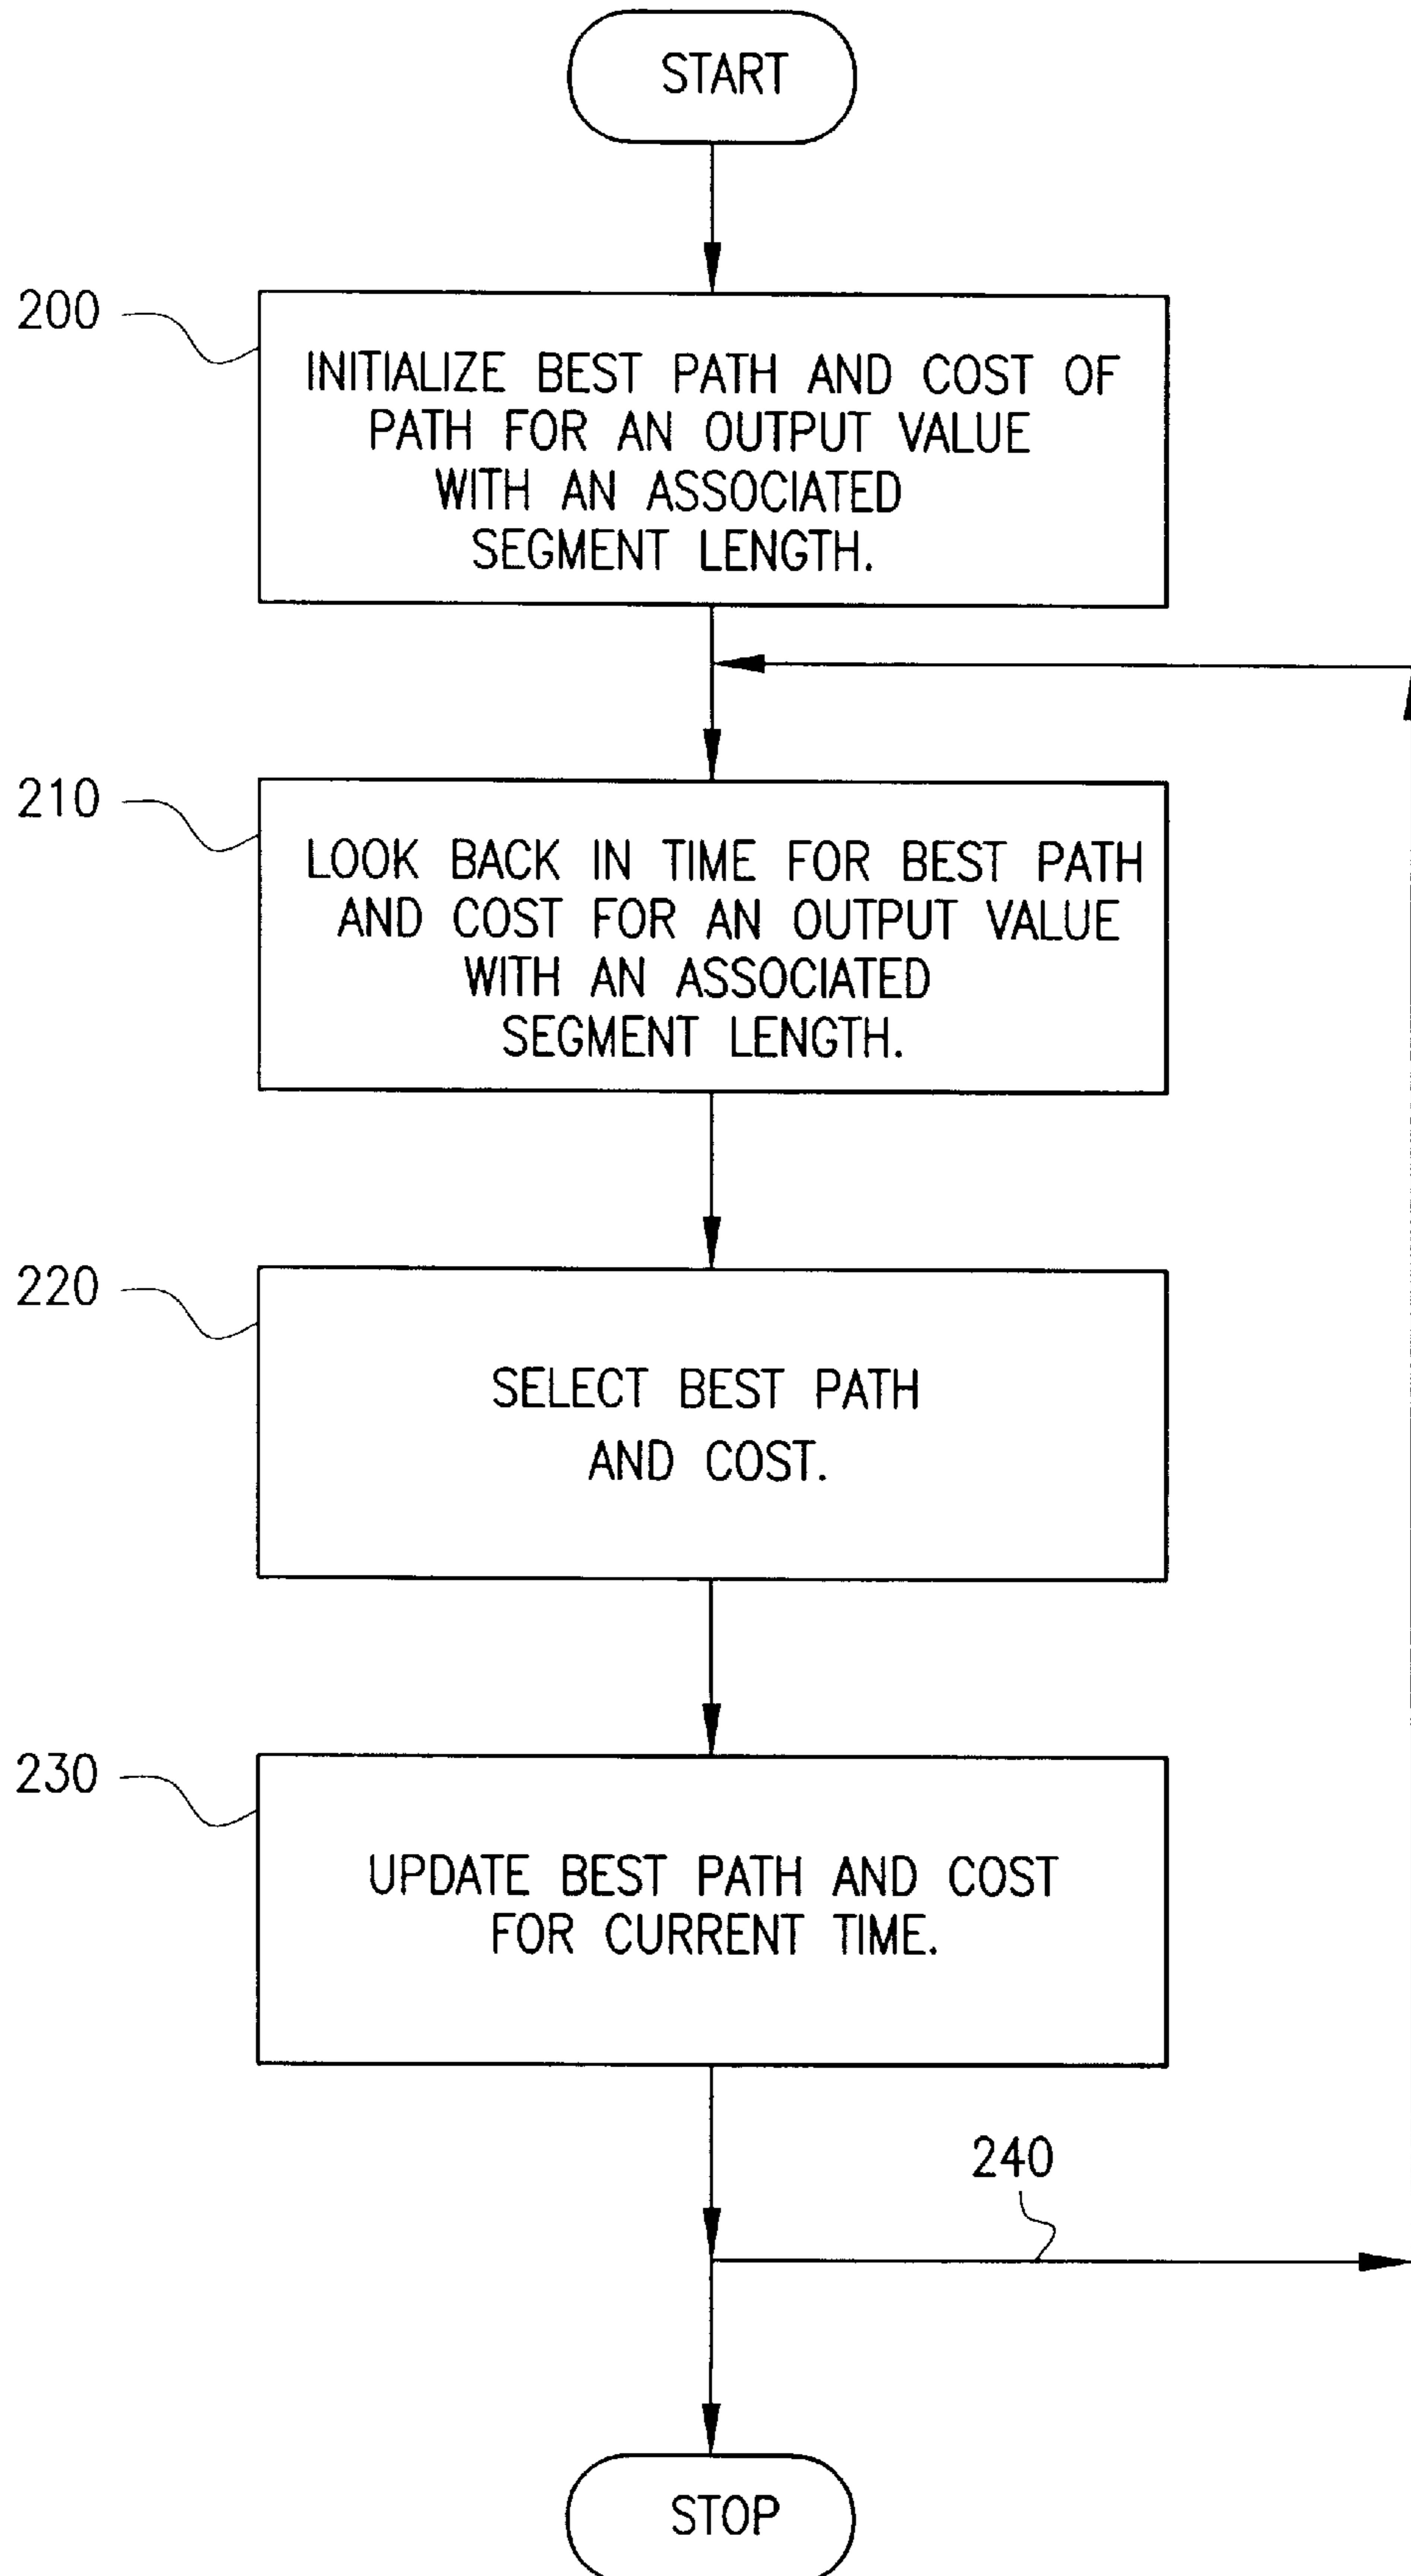 START
200
INITIALIZE BEST PATH AND COST OF
PATH FOR AN OUTPUT VALUE
WITH AN ASSOCIATED
SEGMENT LENGTH.
210
LOOK BACK IN TIME FOR BEST PATH
AND COST FOR AN OUTPUT VALUE
WITH AN ASSOCIATED
SEGMENT LENGTH.
220
SELECT BEST PATH
AND COST.
230
UPDATE BEST PATH AND COST
FOR CURRENT TIME.
240
STOP